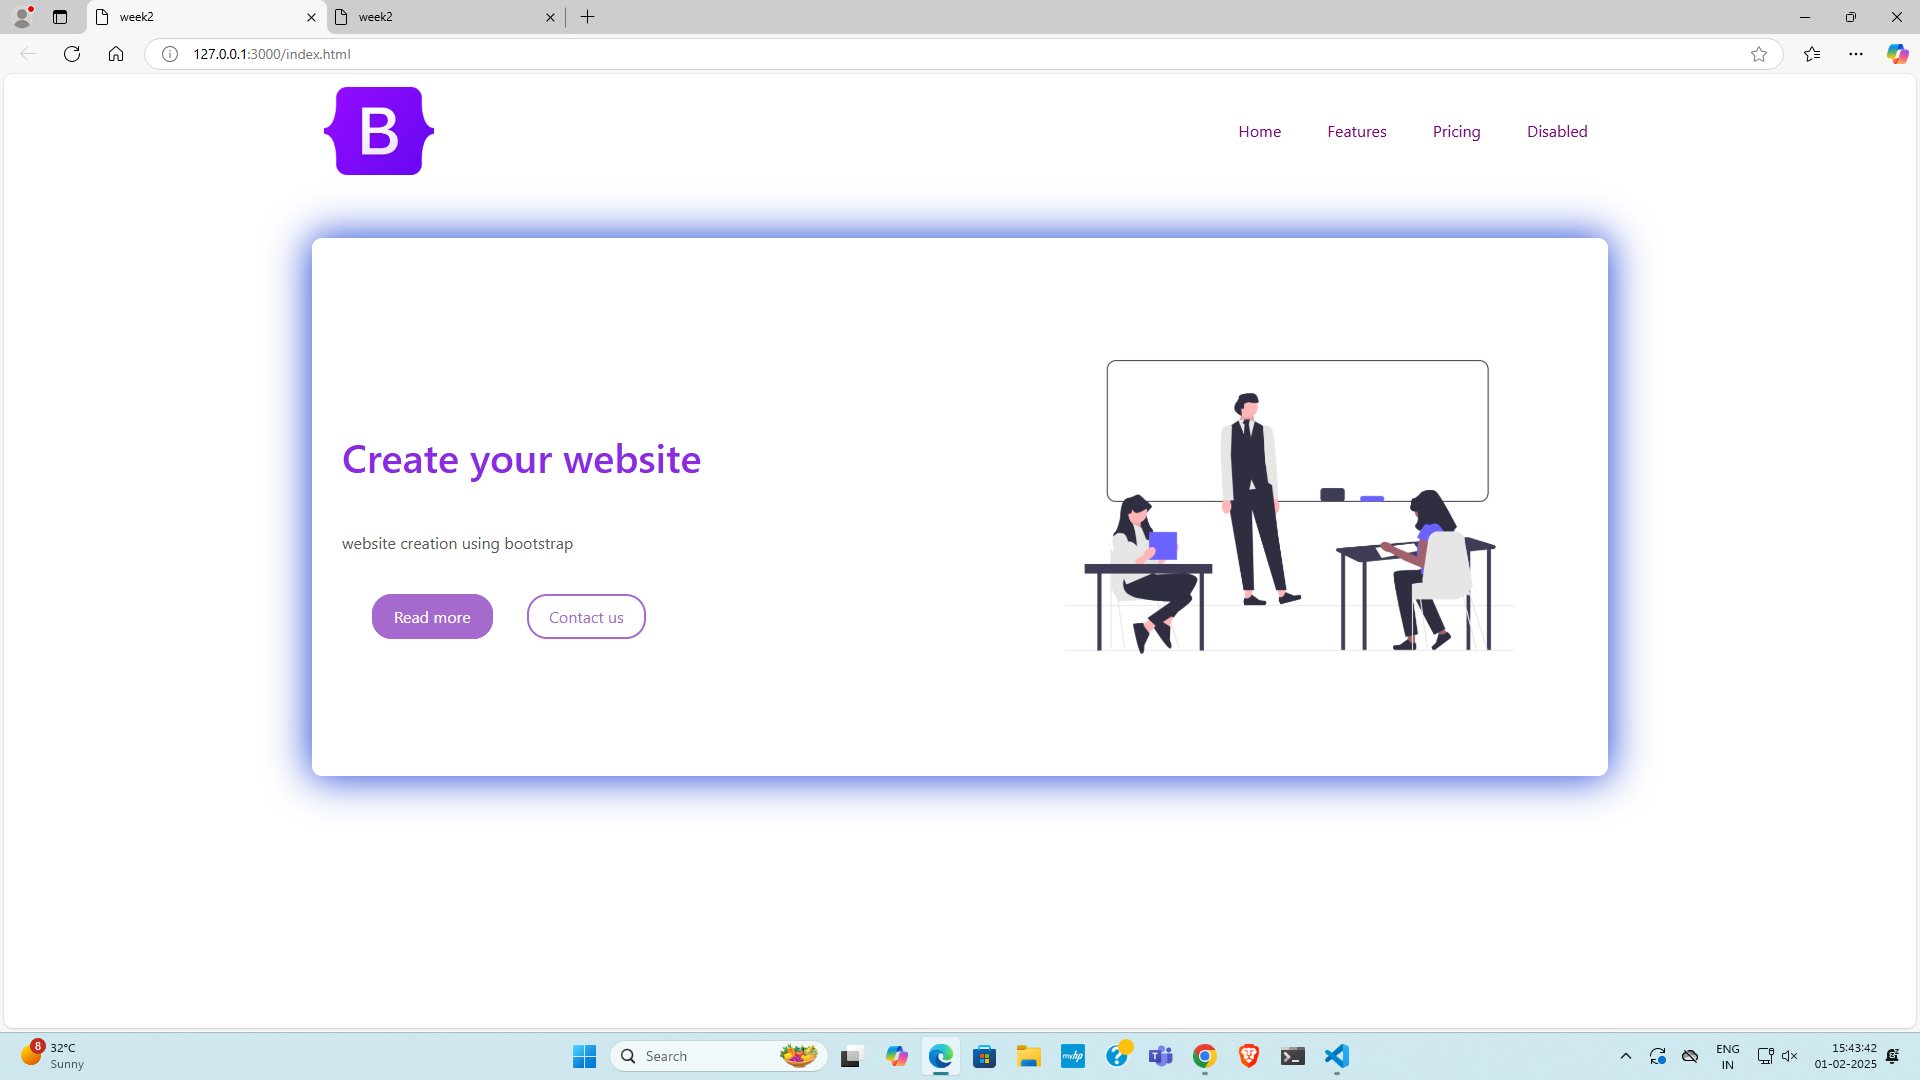 week2
week2
127.0.0.1:3000/index.html
B
Home Features Pricing Disabled
Create your website
website creation using bootstrap
Read more Contact us
8
32°C
Sunny
Search
myhp
ENG
IN
15:43:42
01-02-2025